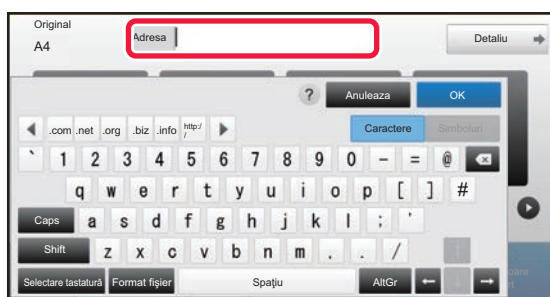 Original
A4
Adresa
Detaliu
? Anuleaza OK
.com .net .org .biz .info http:/
/
Caractere Simboluri
` 1 2 3 4 5 6 7 8 9 0 - = @
q w e r t y u i o p [ ] #
Caps a s d f g h j k l ; '
Shift z x c v b n m . . /
Selectare tastatură Format fişier Spaţiu AltGr